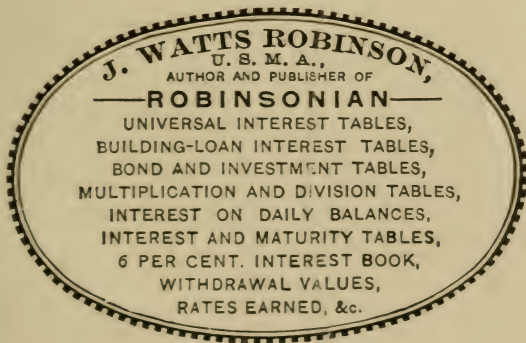 J. WATTS ROBINSON,
U. S. M. A.,
AUTHOR AND PUBLISHER OF
ROBINSONIAN
UNIVERSAL INTEREST TABLES,
BUILDING-LOAN INTEREST TABLES,
BOND AND INVESTMENT TABLES,
MULTIPLICATION AND DIVISION TABLES,
INTEREST ON DAILY BALANCES,
INTEREST AND MATURITY TABLES,
6 PER CENT. INTEREST BOOK,
WITHDRAWAL VALUES,
RATES EARNED, &c.